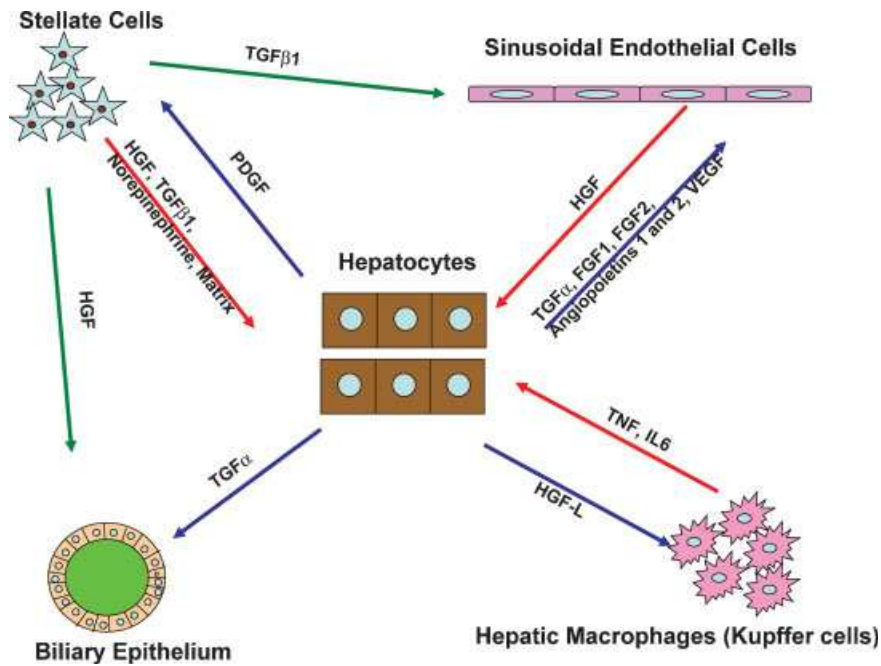 Stellate Cells
TGFβ1
Sinusoidal Endothelial Cells
PDGF
HGF, TGFβ1,
Norepinephrine, Matrix
HGF
TGFα, FGF1, FGF2,
Angiopoletins 1 and 2, VEGF
Hepatocytes
HGF
TNF, IL6
TGFα
HGF-L
Biliary Epithelium
Hepatic Macrophages (Kupffer cells)